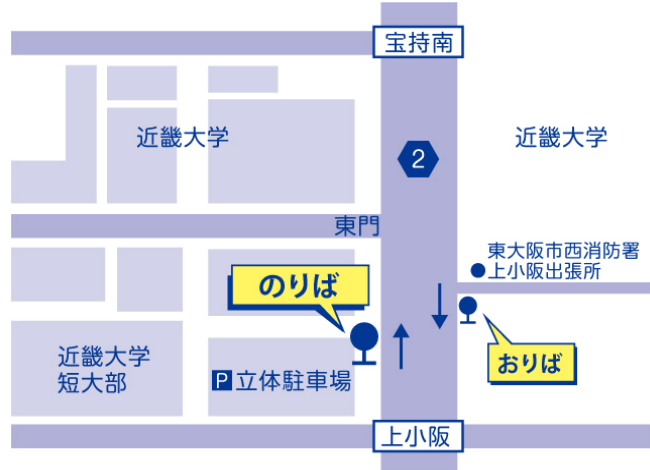 宝持南
近畿大学
2
近畿大学
東門
東大阪市西消防署
上小阪出張所
のりば
おりば
近畿大学
短大部
P立体駐車場
上小阪